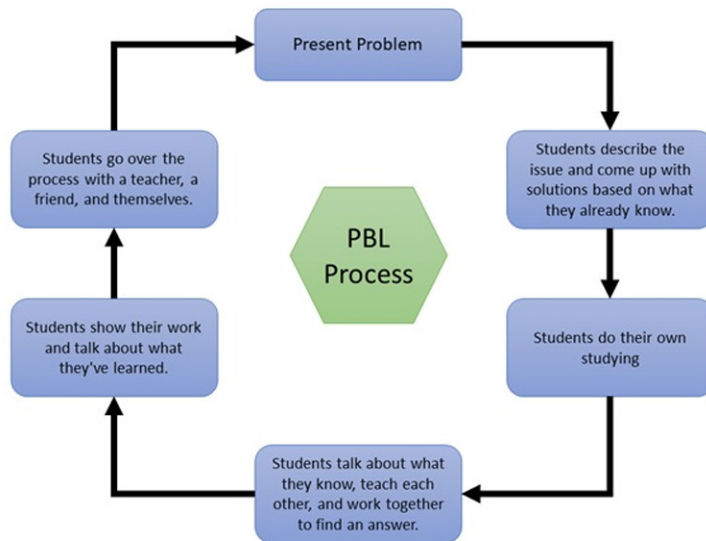 Present Problem
Students describe the
issue and come up with
solutions based on what
they already know.
Students do their own
studying
Students talk about what
they know, teach each
other, and work together
to find an answer.
Students show their work
and talk about what
they've learned.
Students go over the
process with a teacher, a
friend, and themselves.
PBL
Process